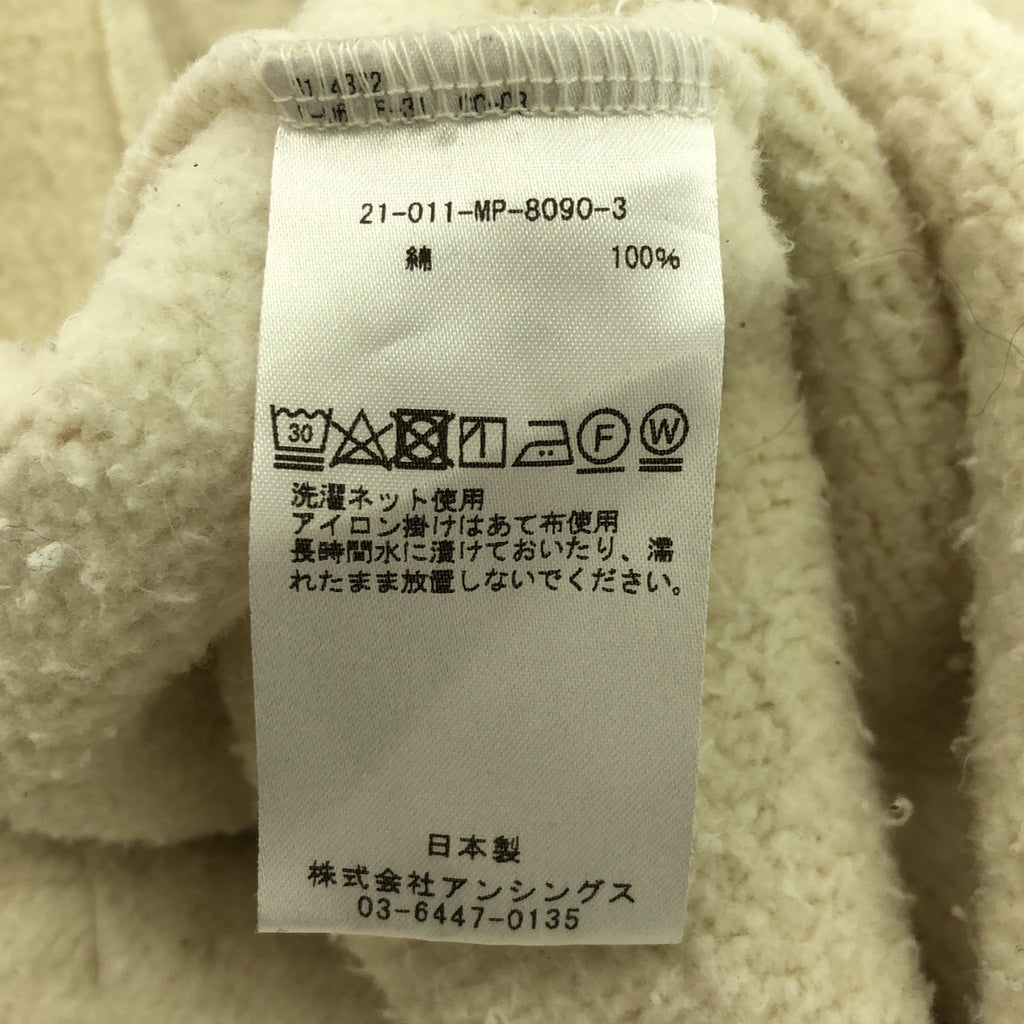 21-011-MP-8090-3
綿 100%
30 F W
洗濯ネット使用
アイロン掛けはあて布使用
長時間水に漬けておいたり、濡
れたまま放置しないでください。
日本製
株式会社アンシングス
03-6447-0135